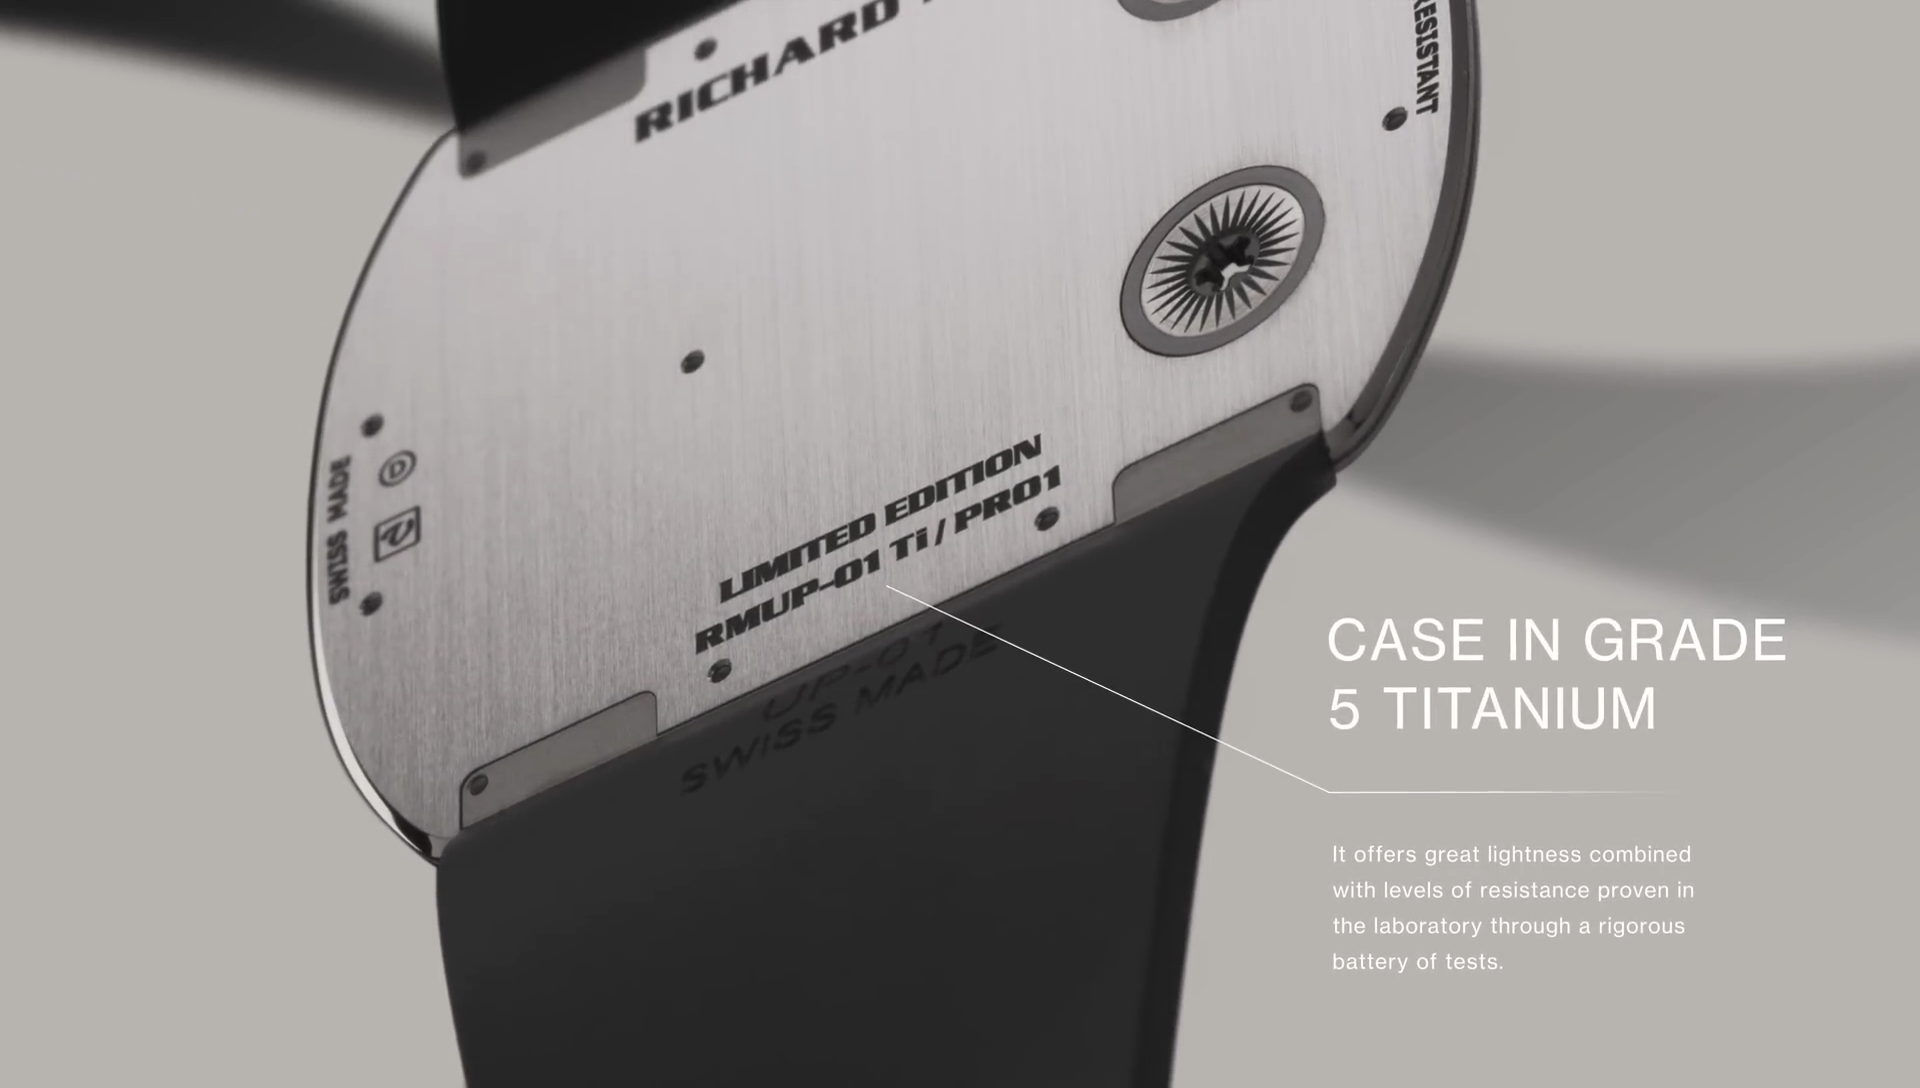 RICHARD
RESISTANT
SWISS MADE
D
LIMITED EDITION
RMUP-01 Ti / PR01
UP-01
SWISS MADE
CASE IN GRADE
5 TITANIUM
It offers great lightness combined
with levels of resistance proven in
the laboratory through a rigorous
battery of tests.